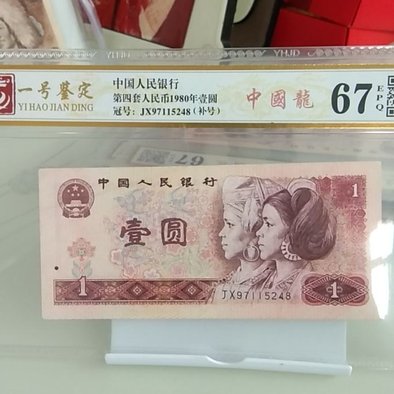 一号鉴定
YI HAO JIAN DING
中国人民银行
第四套人民币1980年壹圆
冠号：JX97115248（补号）
中國龍
67
EPQ
中国人民银行
壹圆
1
1
1
JX97115248